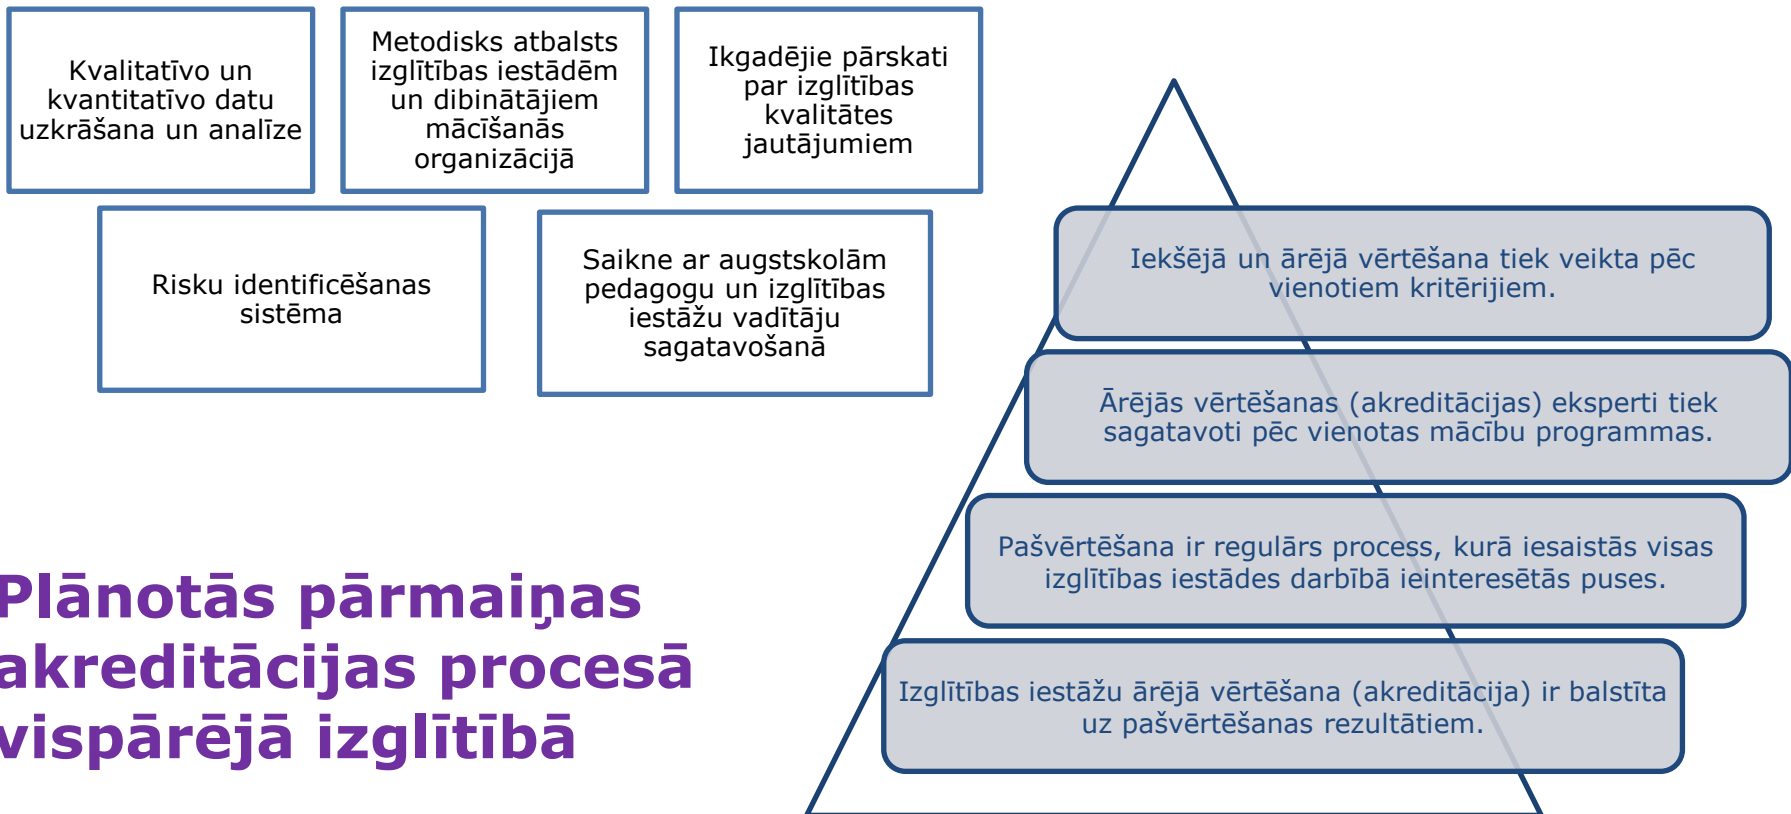 Kvalitatīvo un
kvantitatīvo datu
uzkrāšana un analīze
Metodisks atbalsts
izglītības iestādēm
un dibinātājiem
mācīšanās
organizācijā
Ikgadējie pārskati
par izglītības
kvalitātes
jautājumiem
Risku identificēšanas
sistēma
Saikne ar augstskolām
pedagogu un izglītības
iestāžu vadītāju
sagatavošanā
Iekšējā un ārējā vērtēšana tiek veikta pēc
vienotiem kritērijiem.
Ārējās vērtēšanas (akreditācijas) eksperti tiek
sagatavoti pēc vienotas mācību programmas.
Pašvērtēšana ir regulārs process, kurā iesaistās visas
izglītības iestādes darbībā ieinteresētās puses.
Izglītības iestāžu ārējā vērtēšana (akreditācija) ir balstīta
uz pašvērtēšanas rezultātiem.
Plānotās pārmaiņas
akreditācijas procesā
vispārējā izglītībā